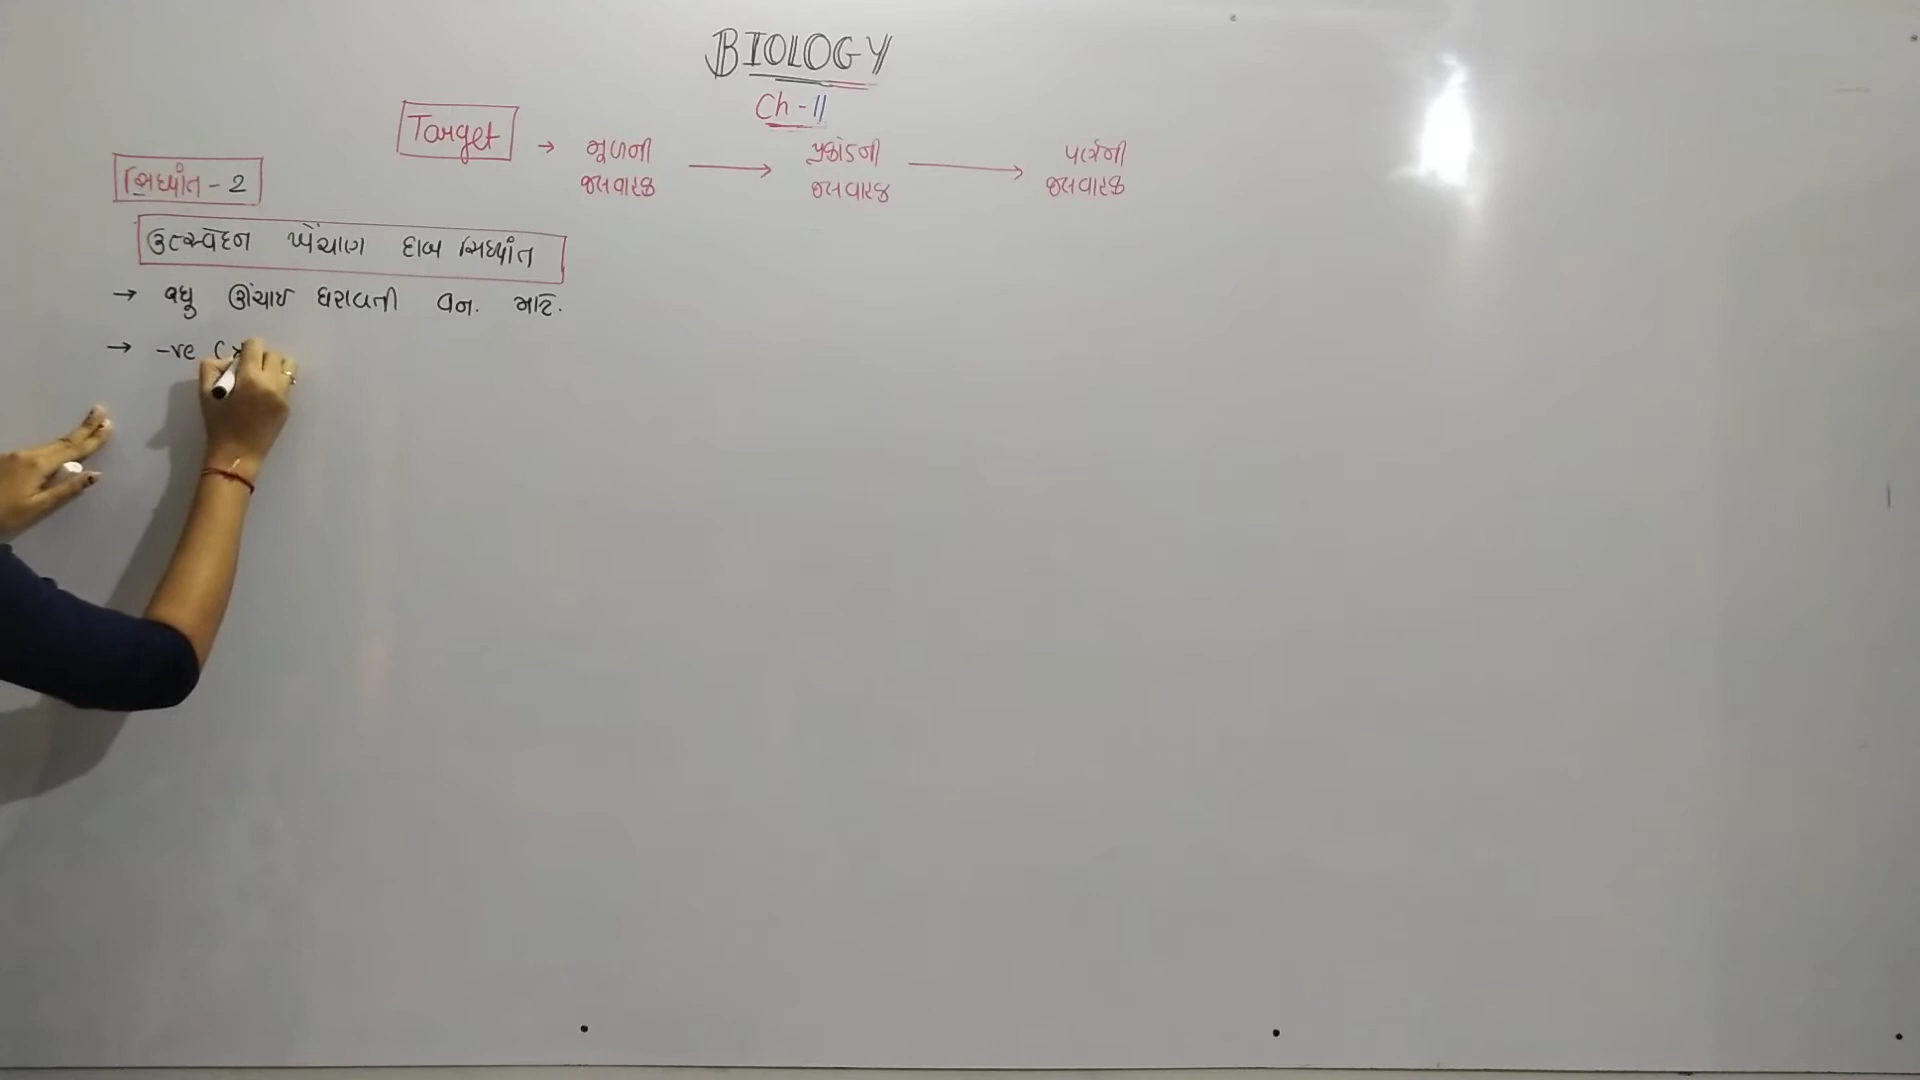 BIOLOGY
Ch - 11
Target → મૂળની જલવાહક → પ્રકાંડની જલવાહક → પર્ણની જલવાહક
સિધ્ધાંત - 2
ઉત્સ્વેદન ખેંચાણ દાબ સિધ્ધાંત
→ વધુ ઊંચાઇ ધરાવતી વન. માટે.
→ -ve (